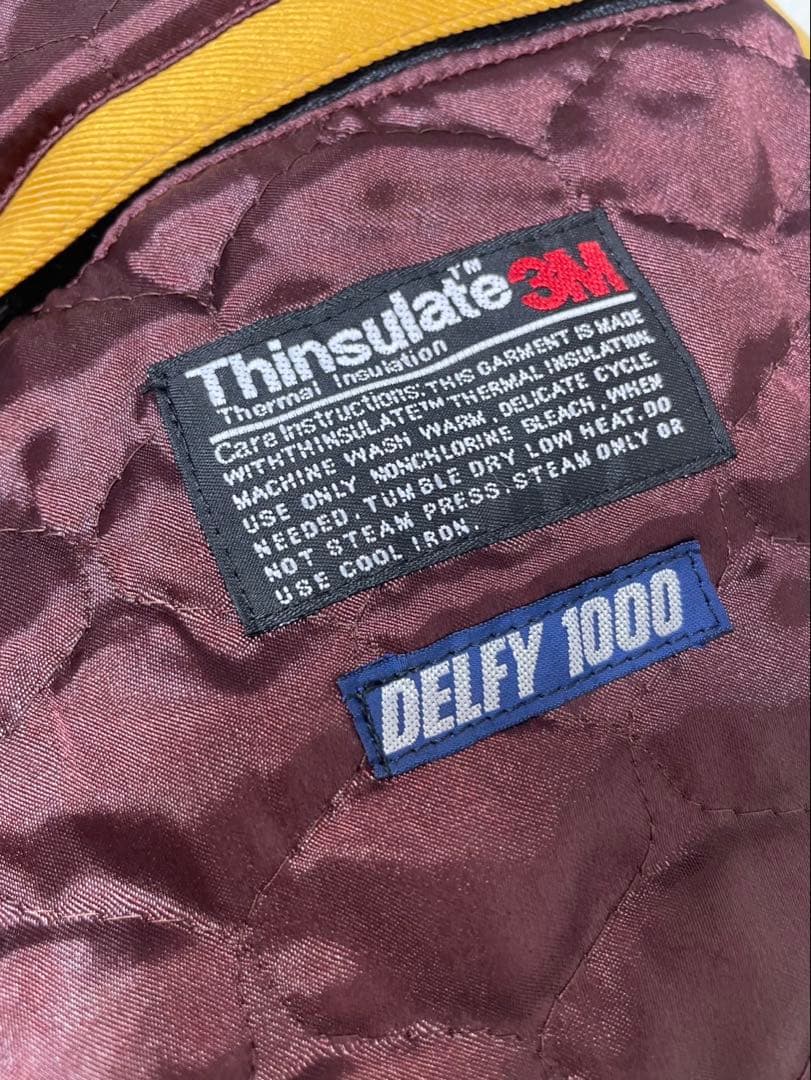 Thinsulate™ 3M
Thermal Insulation
Care Instructions: THIS GARMENT IS MADE
WITHTHINSULATE™ THERMAL INSULATION.
MACHINE WASH WARM. DELICATE CYCLE.
USE ONLY NONCHLORINE BLEACH, WHEN
NEEDED, TUMBLE DRY LOW HEAT, DO
NOT STEAM PRESS, STEAM ONLY OR
USE COOL IRON.
DELFY 1000